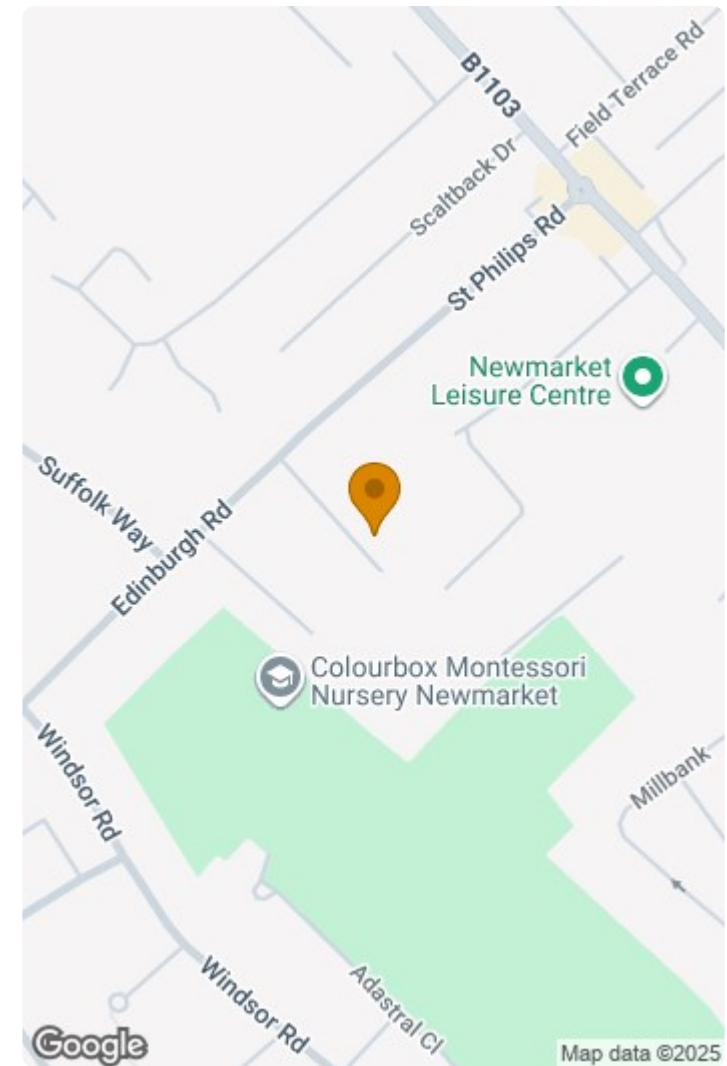 B1103
Field Terrace Rd
Scaltback Dr
St Philips Rd
Newmarket
Leisure Centre
Suffolk Way
Edinburgh Rd
Colourbox Montessori
Nursery Newmarket
Windsor Rd
Millbank
Windsor Rd
Adastral Cl
Google
Map data ©2025